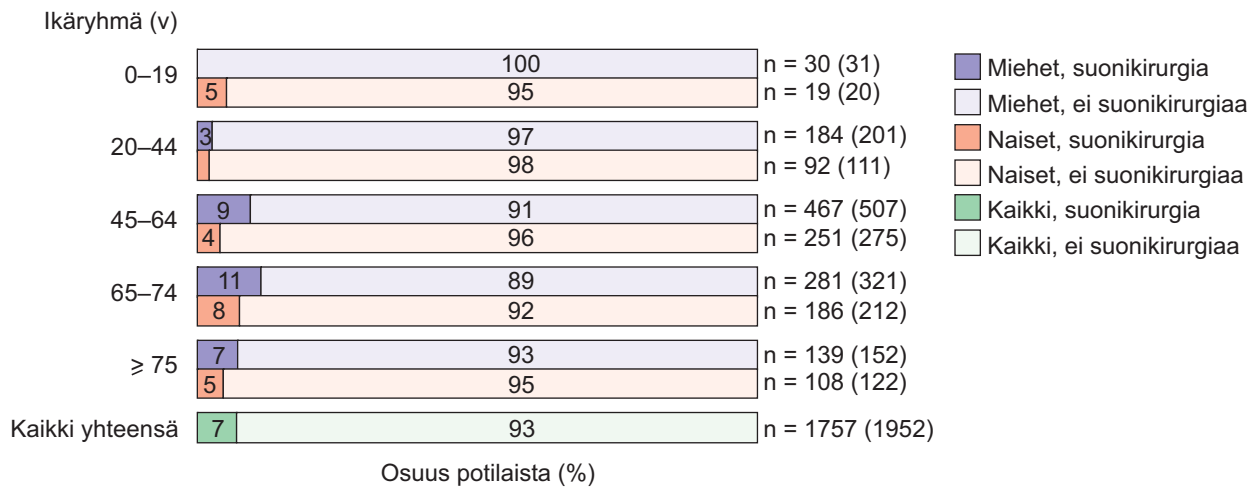 Ikäryhmä (v)
0–19
100
n = 30 (31)
5
95
n = 19 (20)
20–44
3
97
n = 184 (201)
98
n = 92 (111)
45–64
9
91
n = 467 (507)
4
96
n = 251 (275)
65–74
11
89
n = 281 (321)
8
92
n = 186 (212)
⩾ 75
7
93
n = 139 (152)
5
95
n = 108 (122)
Kaikki yhteensä
7
93
n = 1757 (1952)
Osuus potilaista (%)
Miehet, suonikirurgia
Miehet, ei suonikirurgiaa
Naiset, suonikirurgia
Naiset, ei suonikirurgiaa
Kaikki, suonikirurgia
Kaikki, ei suonikirurgiaa